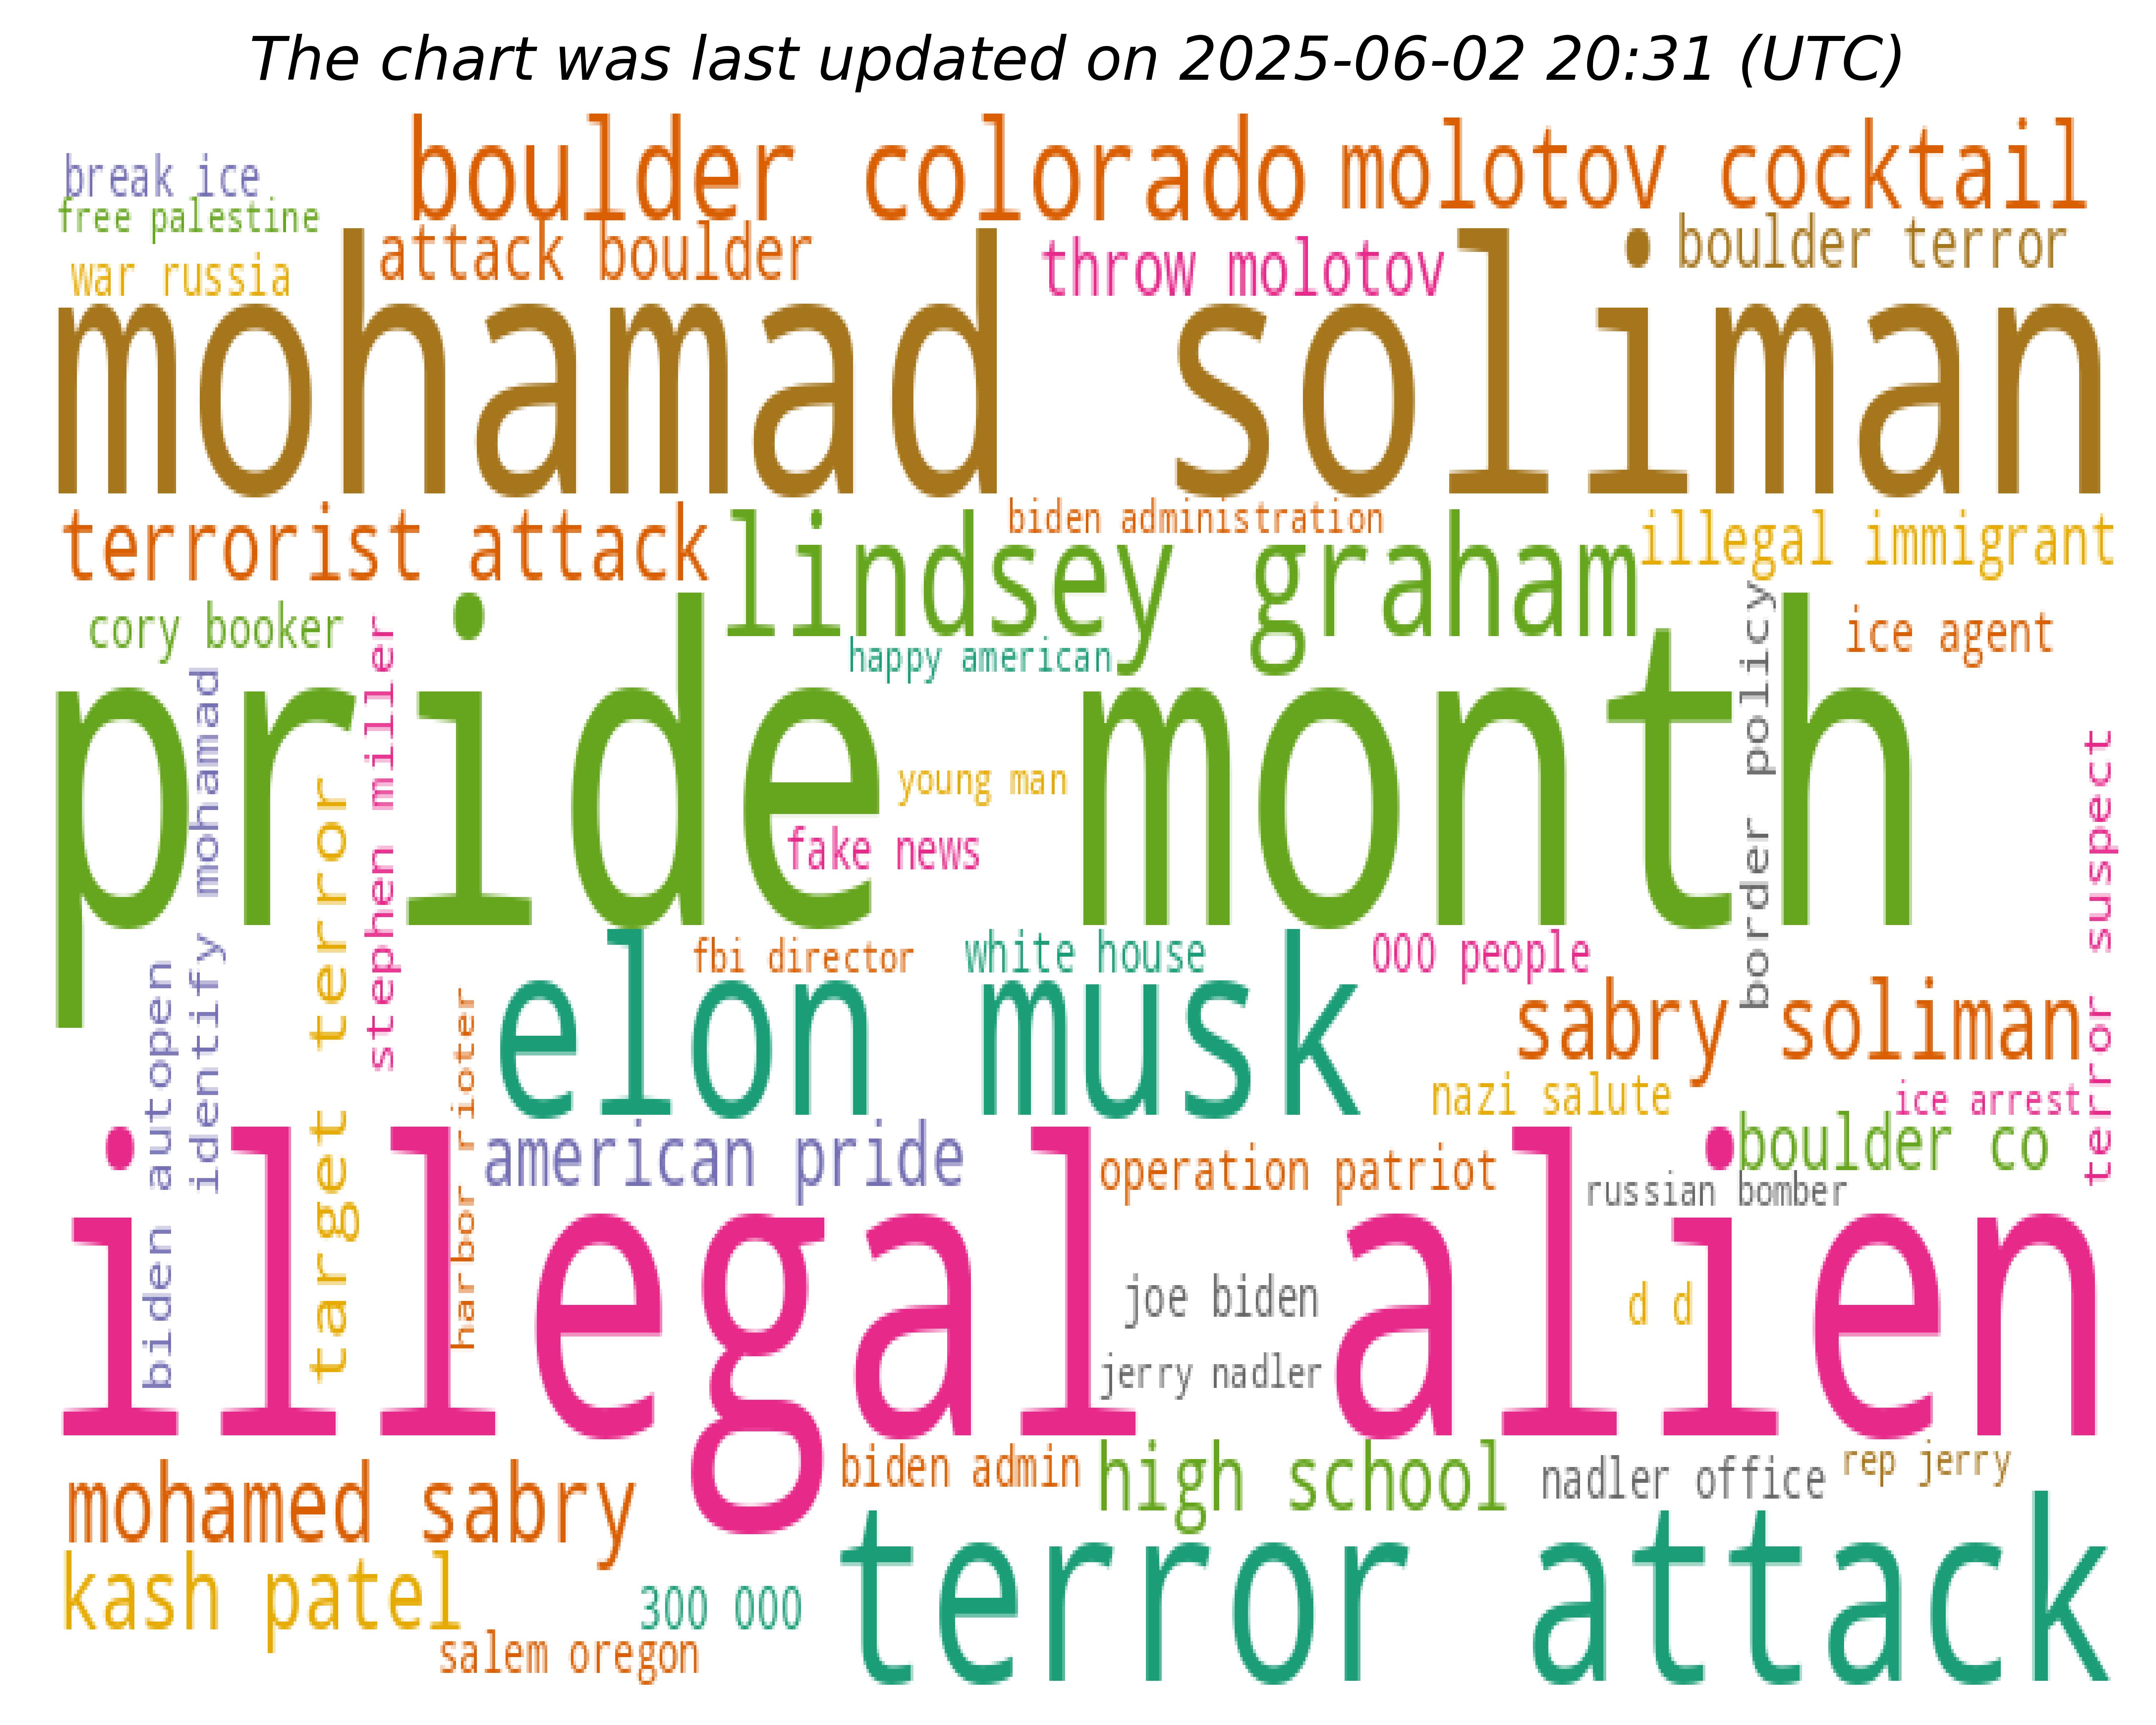 The chart was last updated on 2025-06-02 20:31 (UTC)
break ice
boulder colorado
molotov cocktail
free palestine
attack boulder
throw molotov
boulder terror
war russia
mohamad soliman
terrorist attack
lindsey graham
biden administration
illegal immigrant
cory booker
happy american
ice agent
border policy
pride month
identify mohamad
stephen miller
target terror
young man
fake news
terror suspect
fbi director
white house
000 people
elon musk
sabry soliman
biden autopen
harbor rioter
nazi salute
ice arrest
american pride
operation patriot
boulder co
russian bomber
illegal alien
joe biden
d d
jerry nadler
mohamed sabry
biden admin
high school
nadler office
rep jerry
kash patel
300 000
terror attack
salem oregon